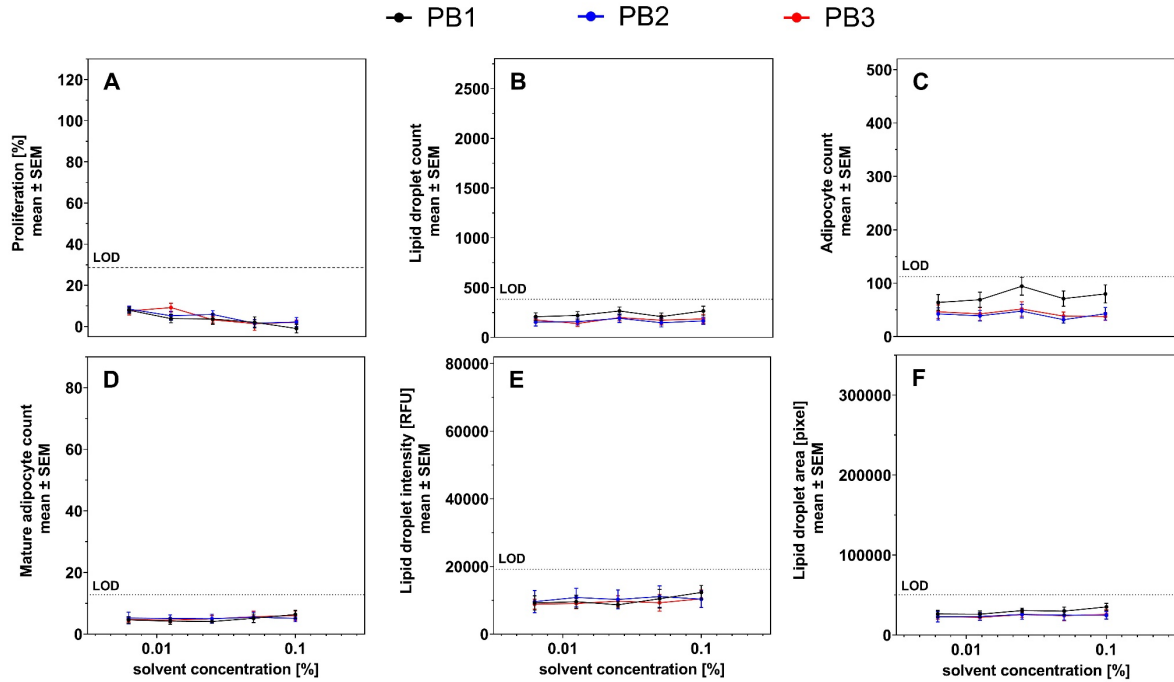 PB1 PB2 PB3
A
Proliferation [%]
mean ± SEM
120
100
80
60
40
20
0
LOD
B
Lipid droplet count
mean ± SEM
2500
2000
1500
1000
500
250
0
LOD
C
Adipocyte count
mean ± SEM
500
400
300
200
100
50
0
LOD
D
Mature adipocyte count
mean ± SEM
80
60
40
20
0
LOD
0.01 0.1
solvent concentration [%]
E
Lipid droplet intensity [RFU]
mean ± SEM
80000
60000
40000
20000
10000
0
LOD
0.01 0.1
solvent concentration [%]
F
Lipid droplet area [pixel]
mean ± SEM
300000
200000
100000
50000
0
LOD
0.01 0.1
solvent concentration [%]